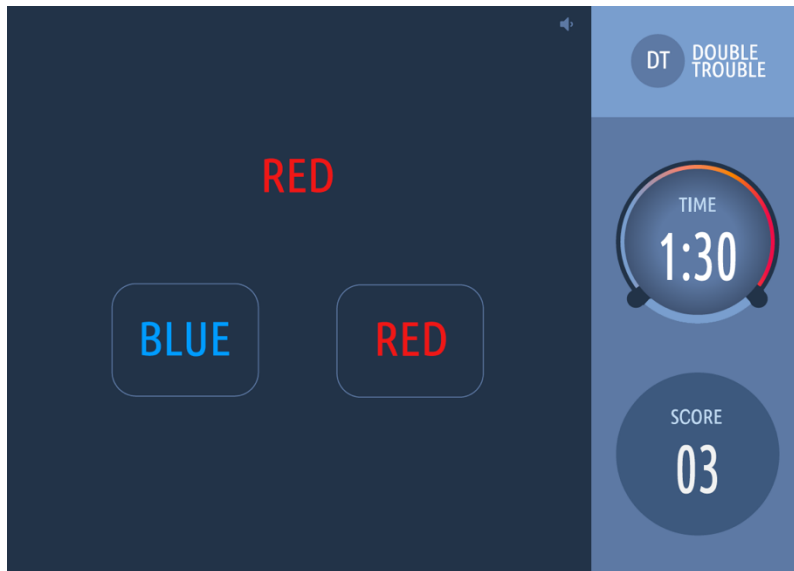 DT
DOUBLE
TROUBLE
RED
BLUE
RED
TIME
1:30
SCORE
03